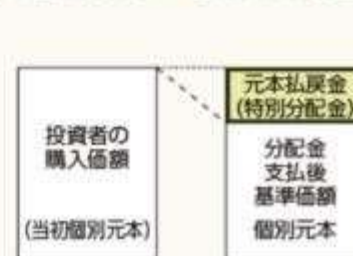 元本払戻金
(特別分配金)
投資者の
購入価額
(当初個別元本)
分配金
支払後
基準価額
個別元本